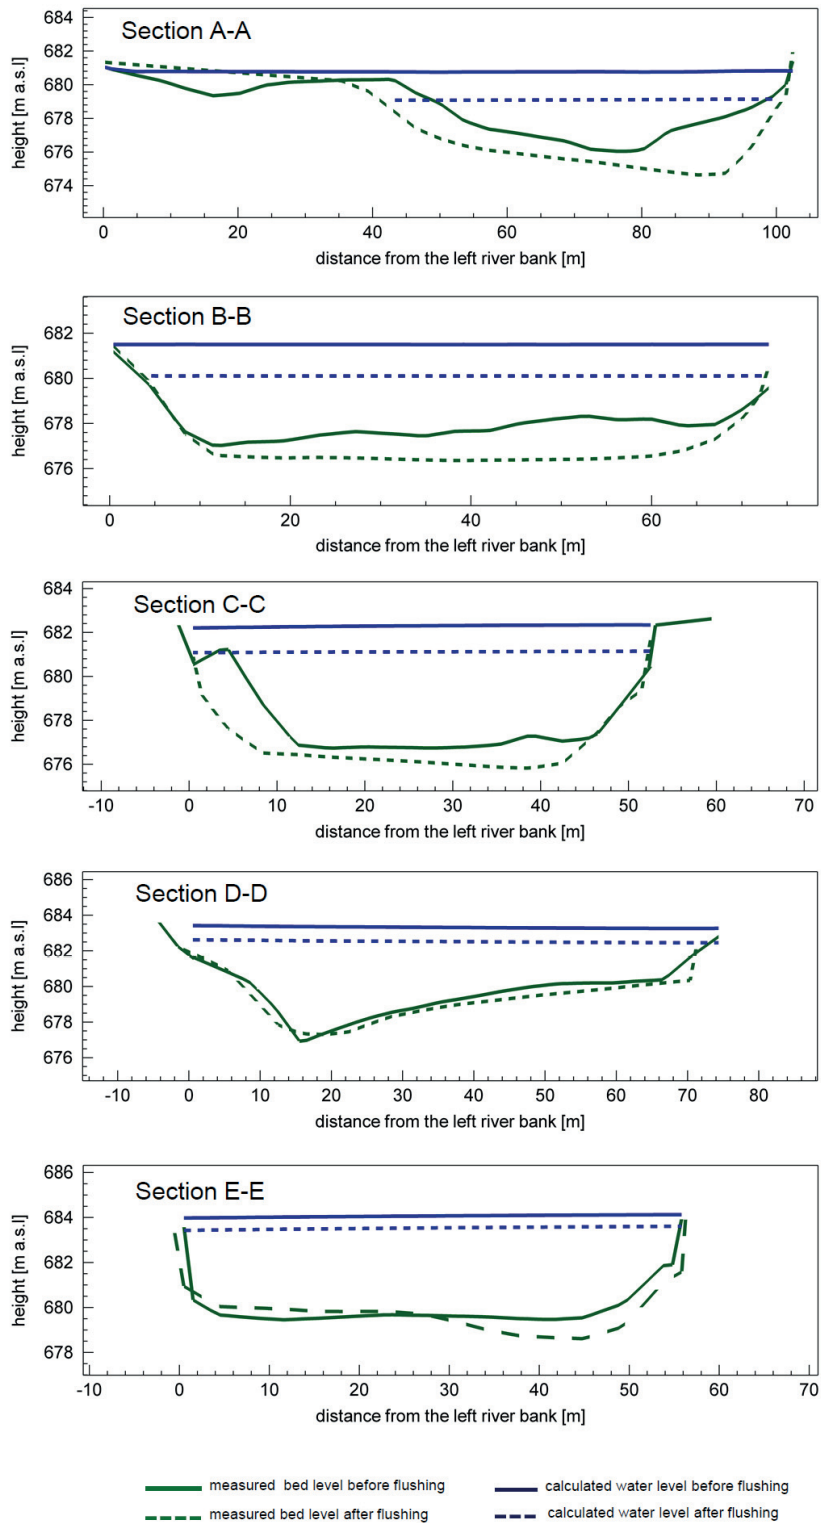 Section A-A
height [m a.s.l]
684
682
680
678
676
674
0 20 40 60 80 100
distance from the left river bank [m]
Section B-B
height [m a.s.l]
682
680
678
676
0 20 40 60
distance from the left river bank [m]
Section C-C
height [m a.s.l]
684
682
680
678
676
-10 0 10 20 30 40 50 60 70
distance from the left river bank [m]
Section D-D
height [m a.s.l]
686
684
682
680
678
676
-10 0 10 20 30 40 50 60 70 80
distance from the left river bank [m]
Section E-E
height [m a.s.l]
686
684
682
680
678
-10 0 10 20 30 40 50 60 70
distance from the left river bank [m]
measured bed level before flushing
calculated water level before flushing
measured bed level after flushing
calculated water level after flushing